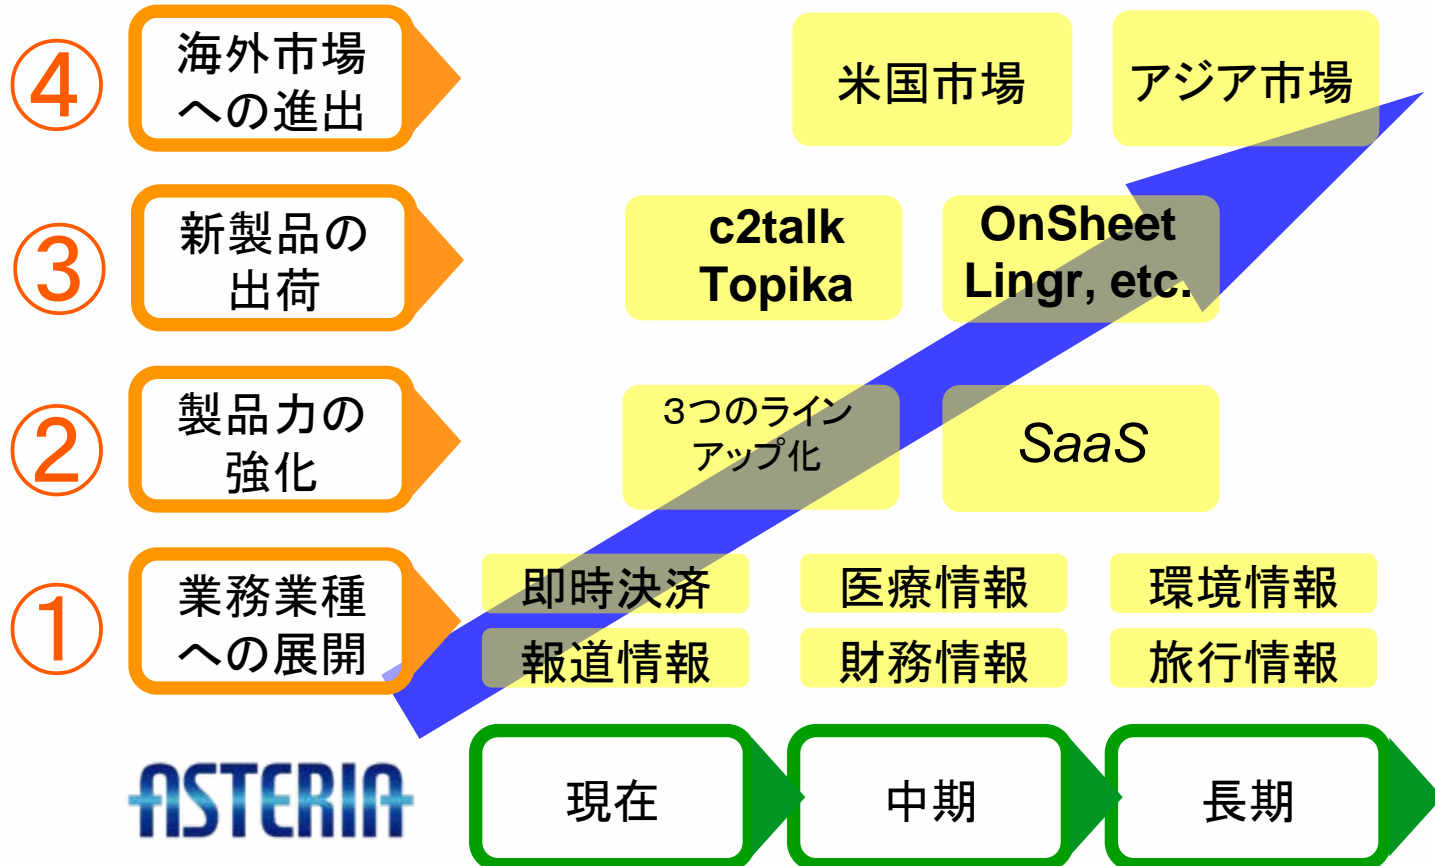 ④
海外市場
への進出
米国市場
アジア市場
③
新製品の
出荷
c2talk
Topika
OnSheet
Lingr, etc.
②
製品力の
強化
3つのライン
アップ化
SaaS
①
業務業種
への展開
即時決済
医療情報
環境情報
報道情報
財務情報
旅行情報
ASTERIA
現在
中期
長期